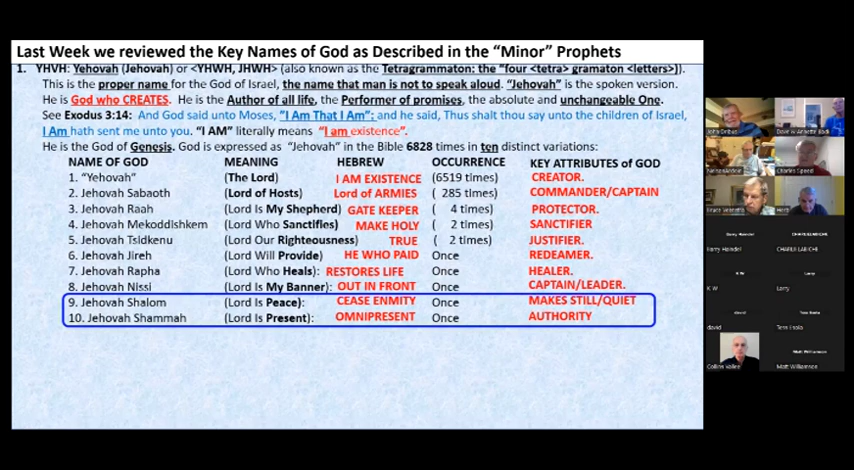 Last Week we reviewed the Key Names of God as Described in the “Minor” Prophets
1. YHVH: Yehovah (Jehovah) or <YHWH, JHWH> (also known as the Tetragrammaton: the “four <tetra> gramaton <letters>]).
This is the proper name for the God of Israel, the name that man is not to speak aloud. “Jehovah” is the spoken version.
He is God who CREATES. He is the Author of all life, the Performer of promises, the absolute and unchangeable One.
See Exodus 3:14: And God said unto Moses, “I Am That I Am”: and he said, Thus shalt thou say unto the children of Israel,
I Am hath sent me unto you. “I AM” literally means “I am existence”.
He is the God of Genesis. God is expressed as “Jehovah” in the Bible 6828 times in ten distinct variations:
NAME OF GOD MEANING HEBREW OCCURRENCE KEY ATTRIBUTES of GOD
1. “Yehovah” (The Lord) I AM EXISTENCE (6519 times) CREATOR.
2. Jehovah Sabaoth (Lord of Hosts) Lord of ARMIES ( 285 times) COMMANDER/CAPTAIN
3. Jehovah Raah (Lord Is My Shepherd) GATE KEEPER ( 4 times) PROTECTOR.
4. Jehovah Mekoddishkem (Lord Who Sanctifies) MAKE HOLY ( 2 times) SANCTIFIER
5. Jehovah Tsidkenu (Lord Our Righteousness) TRUE ( 2 times) JUSTIFIER.
6. Jehovah Jireh (Lord Will Provide) HE WHO PAID Once REDEEMER.
7. Jehovah Rapha (Lord Who Heals): RESTORES LIFE Once HEALER.
8. Jehovah Nissi (Lord Is My Banner): OUT IN FRONT Once CAPTAIN/LEADER.
9. Jehovah Shalom (Lord Is Peace): CEASE ENMITY Once MAKES STILL/QUIET
10. Jehovah Shammah (Lord Is Present): OMNIPRESENT Once AUTHORITY
Charles Speed
Herb
Larry
K W
david
Matt Williamson
Matt Williamson